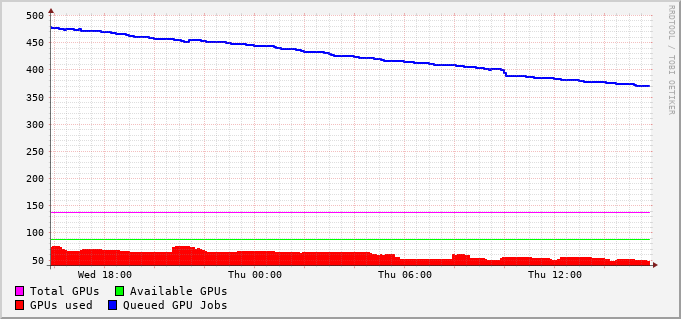 500
450
400
350
300
250
200
150
100
50
Wed 18:00 Thu 00:00 Thu 06:00 Thu 12:00
Total GPUs Available GPUs
GPUs used Queued GPU Jobs
RRDTOOL / TOBI OETIKER